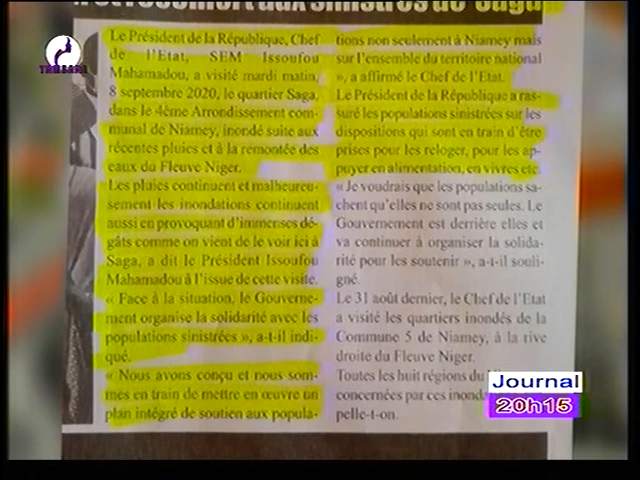 et réconfort aux sinistrés de Saga
Le Président de la République, Chef
de l'Etat, SEM Issoufou
Mahamadou, a visité mardi matin,
8 septembre 2020, le quartier Saga,
dans le 4ème Arrondissement com-
munal de Niamey, inondé suite aux
récentes pluies et à la remontée des
eaux du Fleuve Niger.
Les pluies continuent et malheureu-
sement les inondations continuent
aussi en provoquant d'immenses dé-
gâts comme on vient de le voir ici à
Saga, a dit le Président Issoufou
Mahamadou à l'issue de cette visite.
« Face à la situation, le Gouverne-
ment organise la solidarité avec les
populations sinistrées », a-t-il indi-
qué.
« Nous avons conçu et nous som-
mes en train de mettre en œuvre un
plan intégré de soutien aux popula-
tions non seulement à Niamey mais
sur l'ensemble du territoire national
», a affirmé le Chef de l'Etat.
Le Président de la République a ras-
suré les populations sinistrées sur les
dispositions qui sont en train d'être
prises pour les reloger, pour les ap-
puyer en alimentation, en vivres etc.
« Je voudrais que les populations sa-
chent qu'elles ne sont pas seules. Le
Gouvernement est derrière elles et
va continuer à organiser la solida-
rité pour les soutenir », a-t-il souli-
gné.
Le 31 août dernier, le Chef de l'Etat
a visité les quartiers inondés de la
Commune 5 de Niamey, à la rive
droite du Fleuve Niger.
Toutes les huit régions du
concernées par ces inonda
pelle-t-on.
Journal
20h15